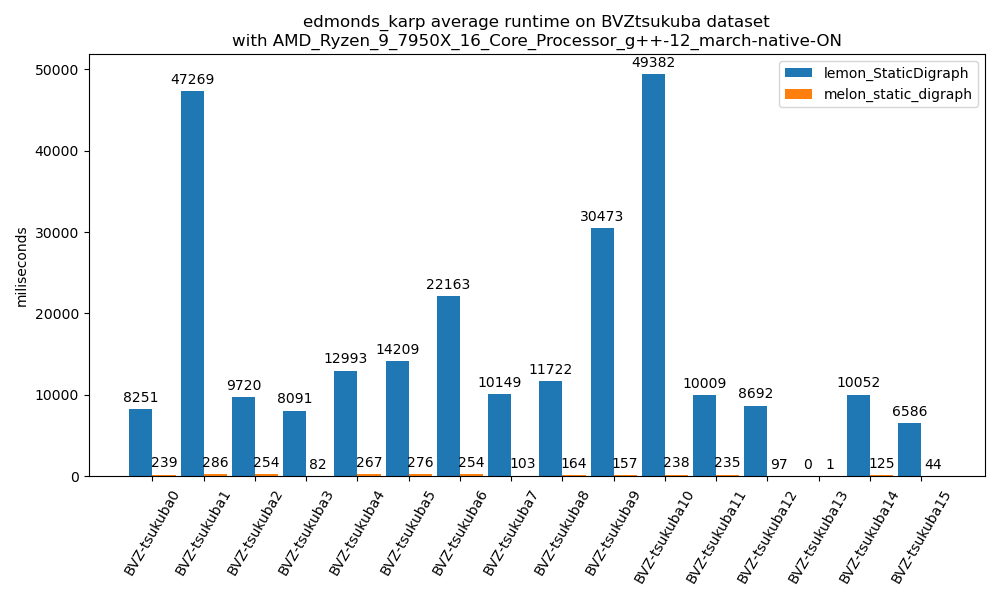 edmonds_karp average runtime on BVZtsukuba dataset
with AMD_Ryzen_9_7950X_16_Core_Processor_g++-12_march-native-ON
lemon_StaticDigraph
melon_static_digraph
miliseconds
50000
40000
30000
20000
10000
0
8251
239
47269
286
9720
254
8091
82
12993
267
14209
276
22163
254
10149
103
11722
164
30473
157
49382
238
10009
235
8692
97
0
1
10052
125
6586
44
BVZ-tsukuba0
BVZ-tsukuba1
BVZ-tsukuba2
BVZ-tsukuba3
BVZ-tsukuba4
BVZ-tsukuba5
BVZ-tsukuba6
BVZ-tsukuba7
BVZ-tsukuba8
BVZ-tsukuba9
BVZ-tsukuba10
BVZ-tsukuba11
BVZ-tsukuba12
BVZ-tsukuba13
BVZ-tsukuba14
BVZ-tsukuba15